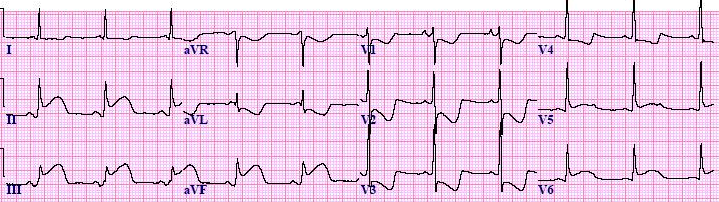 I aVR V1 V4
II aVL V2 V5
III aVF V3 V6